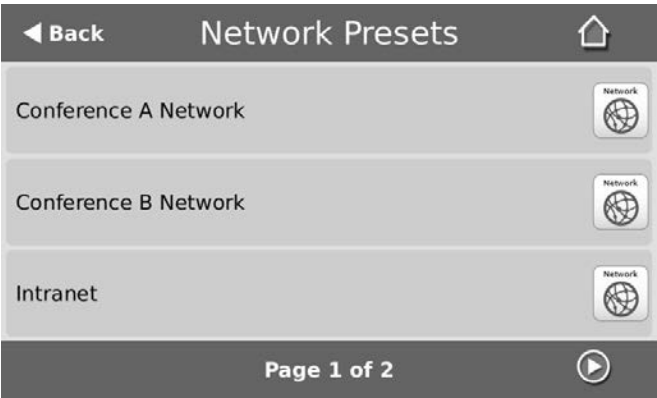 Back
Network Presets
Conference A Network
Network
Conference B Network
Network
Intranet
Network
Page 1 of 2